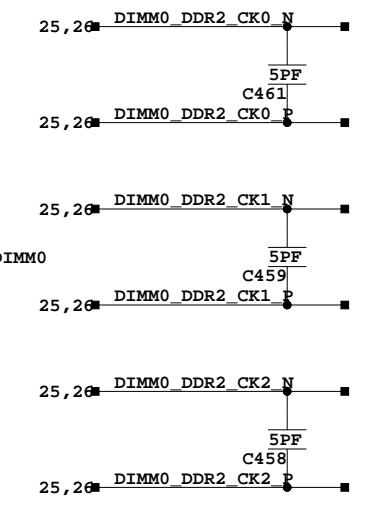 25,26 DIMM0_DDR2_CK0_N
5PF
C461
25,26 DIMM0_DDR2_CK0_P
25,26 DIMM0_DDR2_CK1_N
DIMM0
5PF
C459
25,26 DIMM0_DDR2_CK1_P
25,26 DIMM0_DDR2_CK2_N
5PF
C458
25,26 DIMM0_DDR2_CK2_P